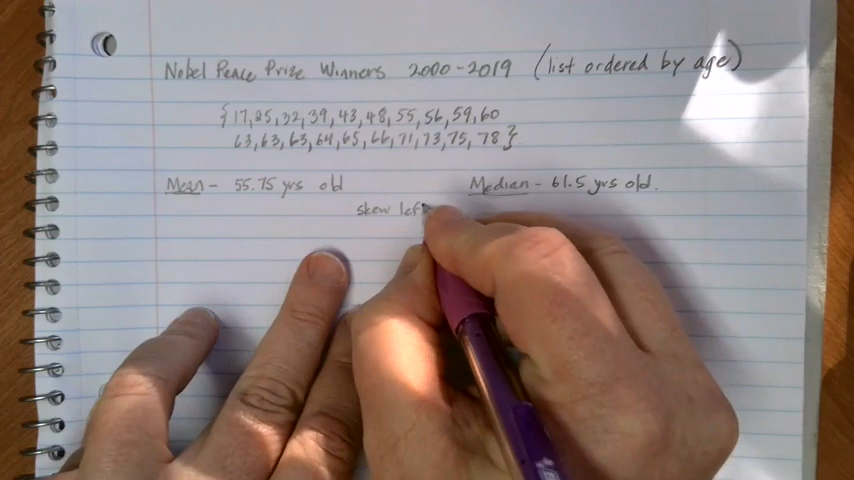 Nobel Peace Prize Winners 2000-2019 (list ordered by age)
{17,25,32,39,43,48,55,56,59,60
63,63,63,64,65,66,71,73,75,78}
Mean - 55.75 yrs old Median - 61.5 yrs old.
skew left